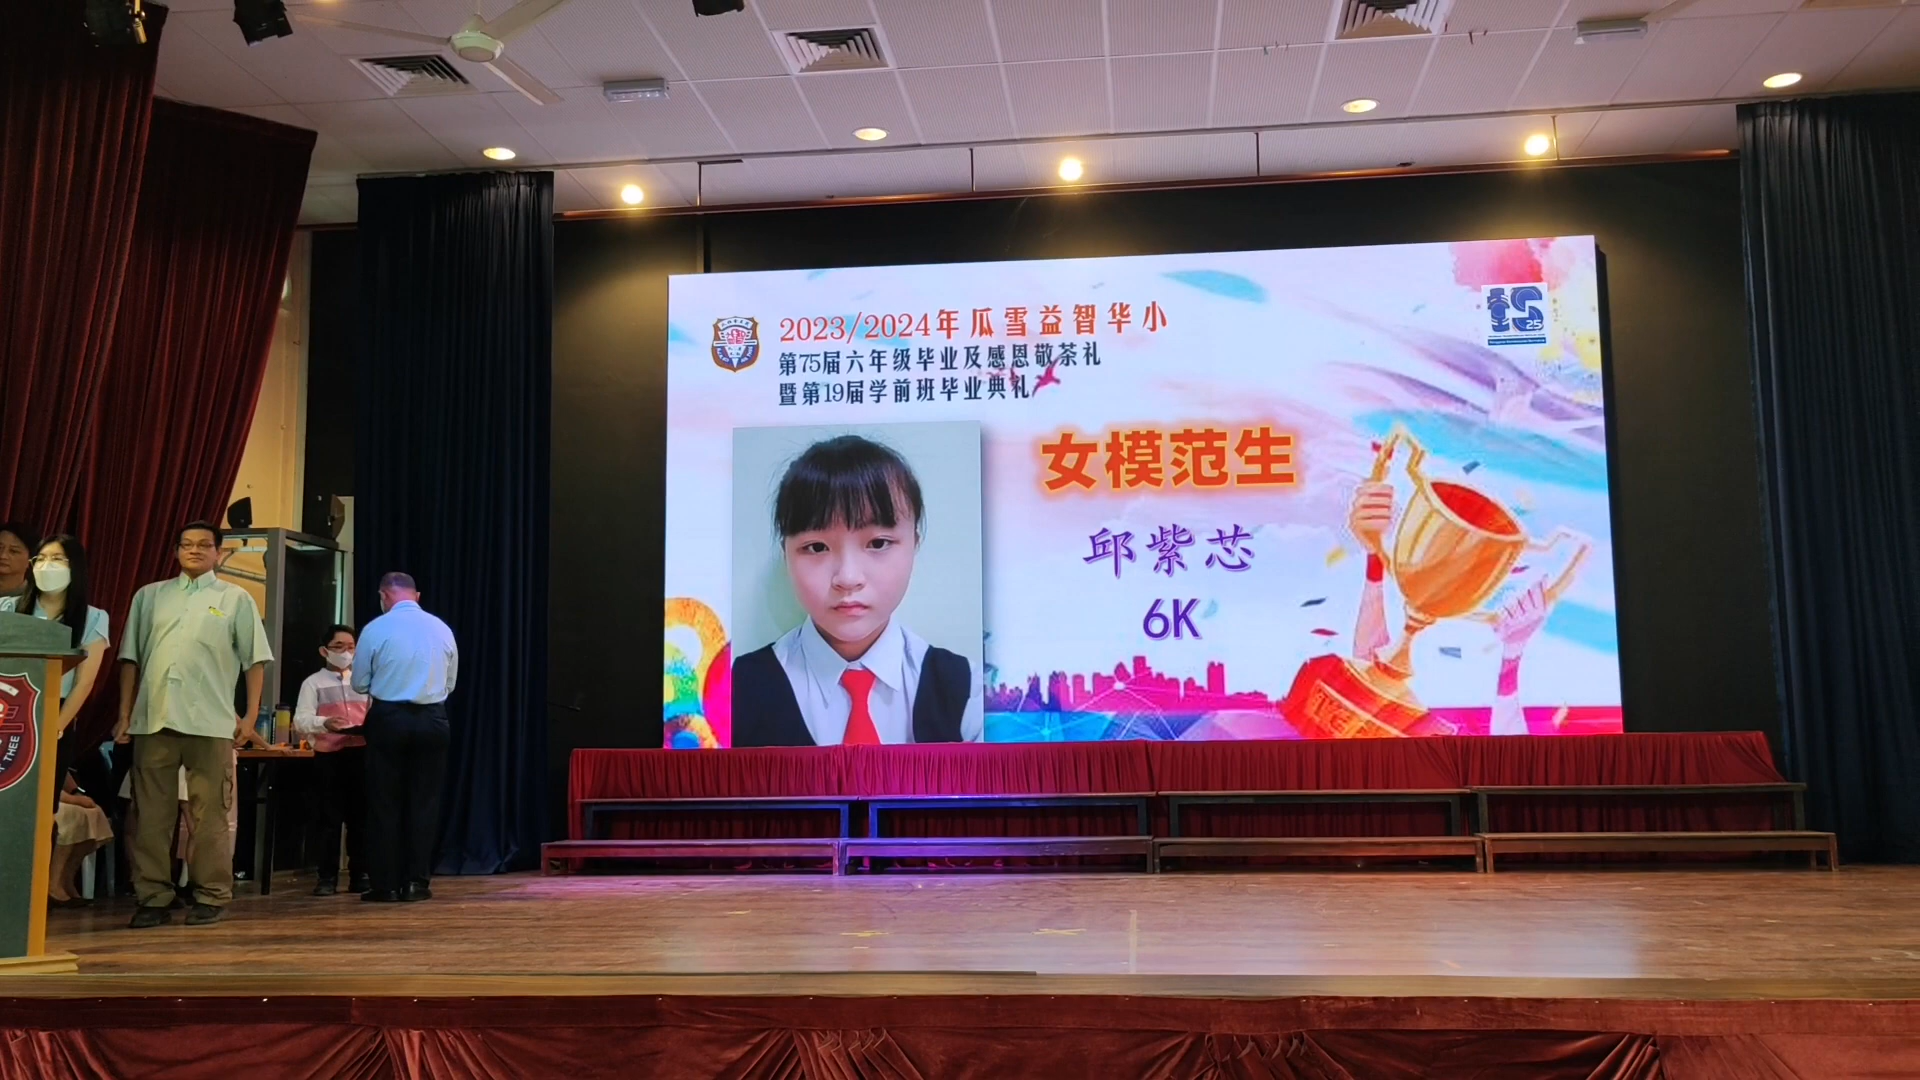 2023/2024年瓜雪益智华小
第75届六年级毕业及感恩敬茶礼
暨第19届学前班毕业典礼
女模范生
邱紫芯
6K
25
THEE